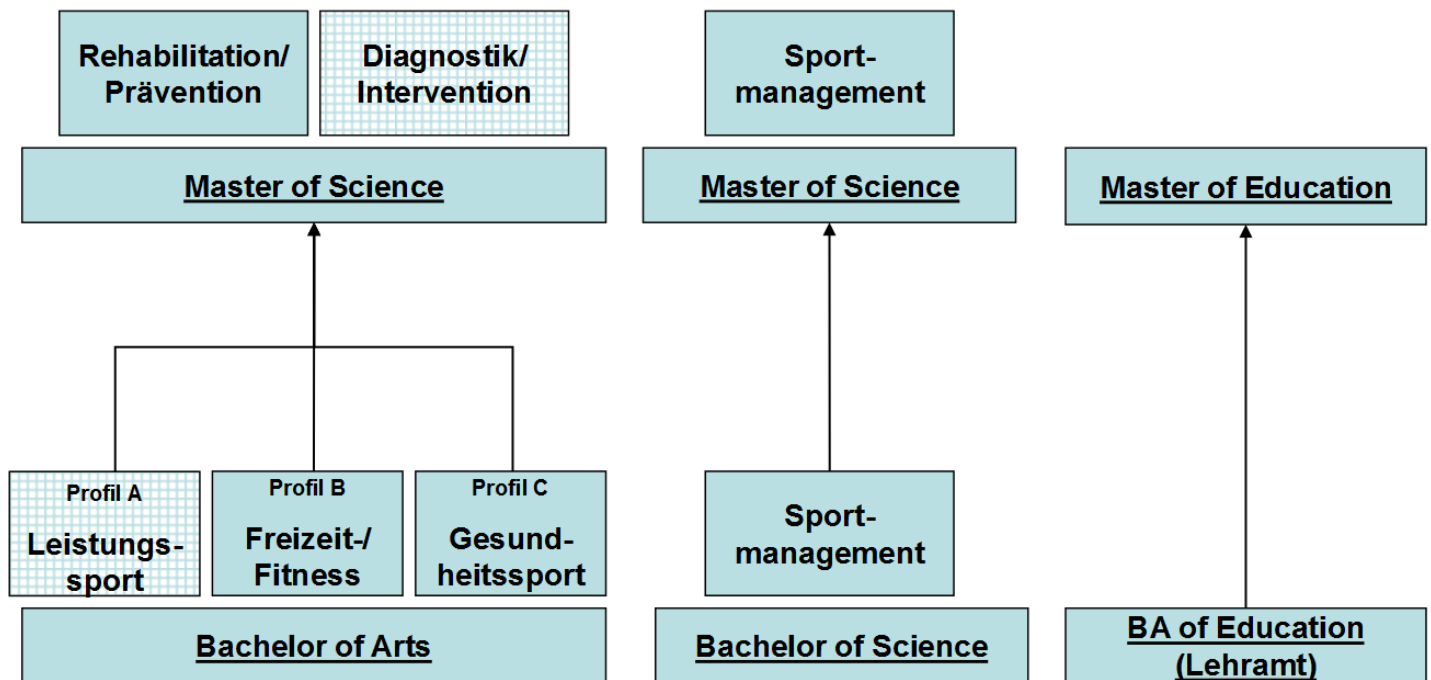 Rehabilitation/
Prävention
Diagnostik/
Intervention
Sport-
management
Master of Science
Master of Science
Master of Education
Profil A
Leistungs-
sport
Profil B
Freizeit-/
Fitness
Profil C
Gesund-
heitssport
Sport-
management
Bachelor of Arts
Bachelor of Science
BA of Education
(Lehramt)